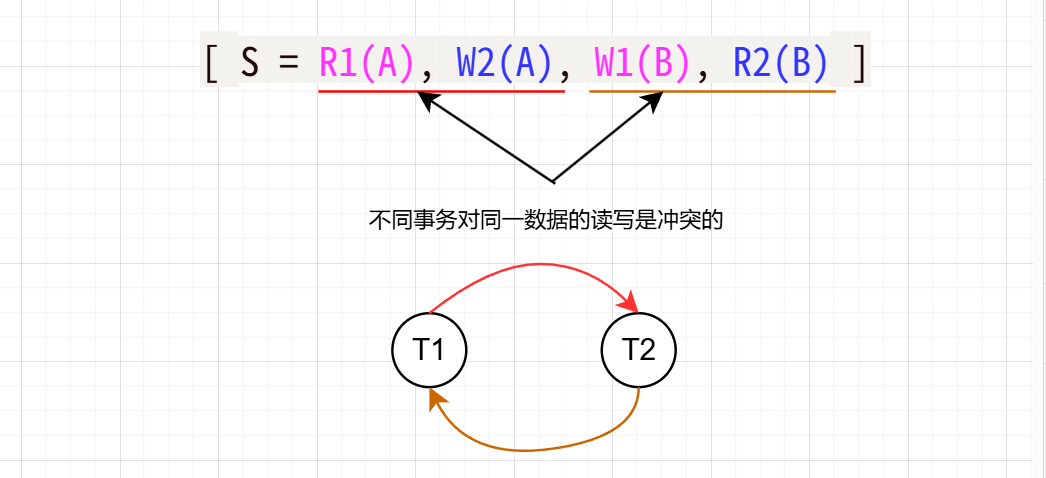 [ S = R1(A), W2(A), W1(B), R2(B) ]
不同事务对同一数据的读写是冲突的
T1
T2